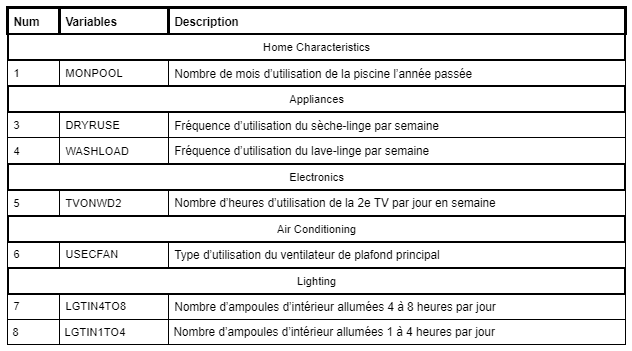 Num Variables Description
Home Characteristics
1 MONPOOL Nombre de mois d’utilisation de la piscine l’année passée
Appliances
3 DRYRUSE Fréquence d’utilisation du sèche-linge par semaine
4 WASHLOAD Fréquence d’utilisation du lave-linge par semaine
Electronics
5 TVONWD2 Nombre d’heures d’utilisation de la 2e TV par jour en semaine
Air Conditioning
6 USECFAN Type d’utilisation du ventilateur de plafond principal
Lighting
7 LGTIN4TO8 Nombre d’ampoules d’intérieur allumées 4 à 8 heures par jour
8 LGTIN1TO4 Nombre d’ampoules d’intérieur allumées 1 à 4 heures par jour